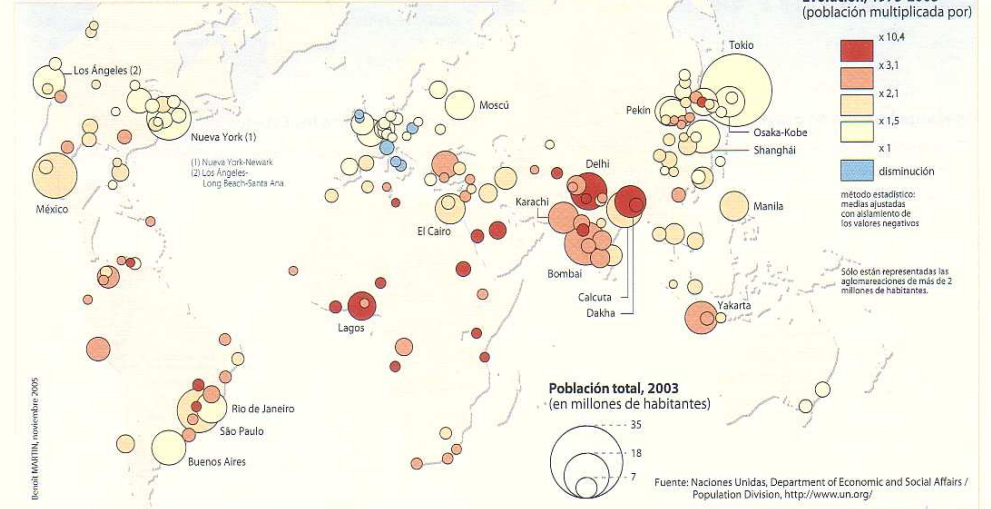 (población multiplicada por)
x 10,4
x 3,1
x 2,1
x 1,5
x 1
disminución
método estadístico:
medias ajustadas
con aislamiento de
los valores negativos
Sólo están representadas las
aglomareaciones de más de 2
millones de habitantes.
Los Ángeles (2)
Nueva York (1)
(1) Nueva York-Newark
(2) Los Ángeles-
Long Beach-Santa Ana
México
Moscú
El Cairo
Lagos
Tokio
Pekín
Osaka-Kobe
Shanghái
Delhi
Karachi
Manila
Bombai
Calcuta
Dakha
Yakarta
Río de Janeiro
São Paulo
Buenos Aires
Población total, 2003
(en millones de habitantes)
35
18
7
Fuente: Naciones Unidas, Department of Economic and Social Affairs /
Population Division, http://www.un.org/
Benoît MARTIN, noviembre 2005